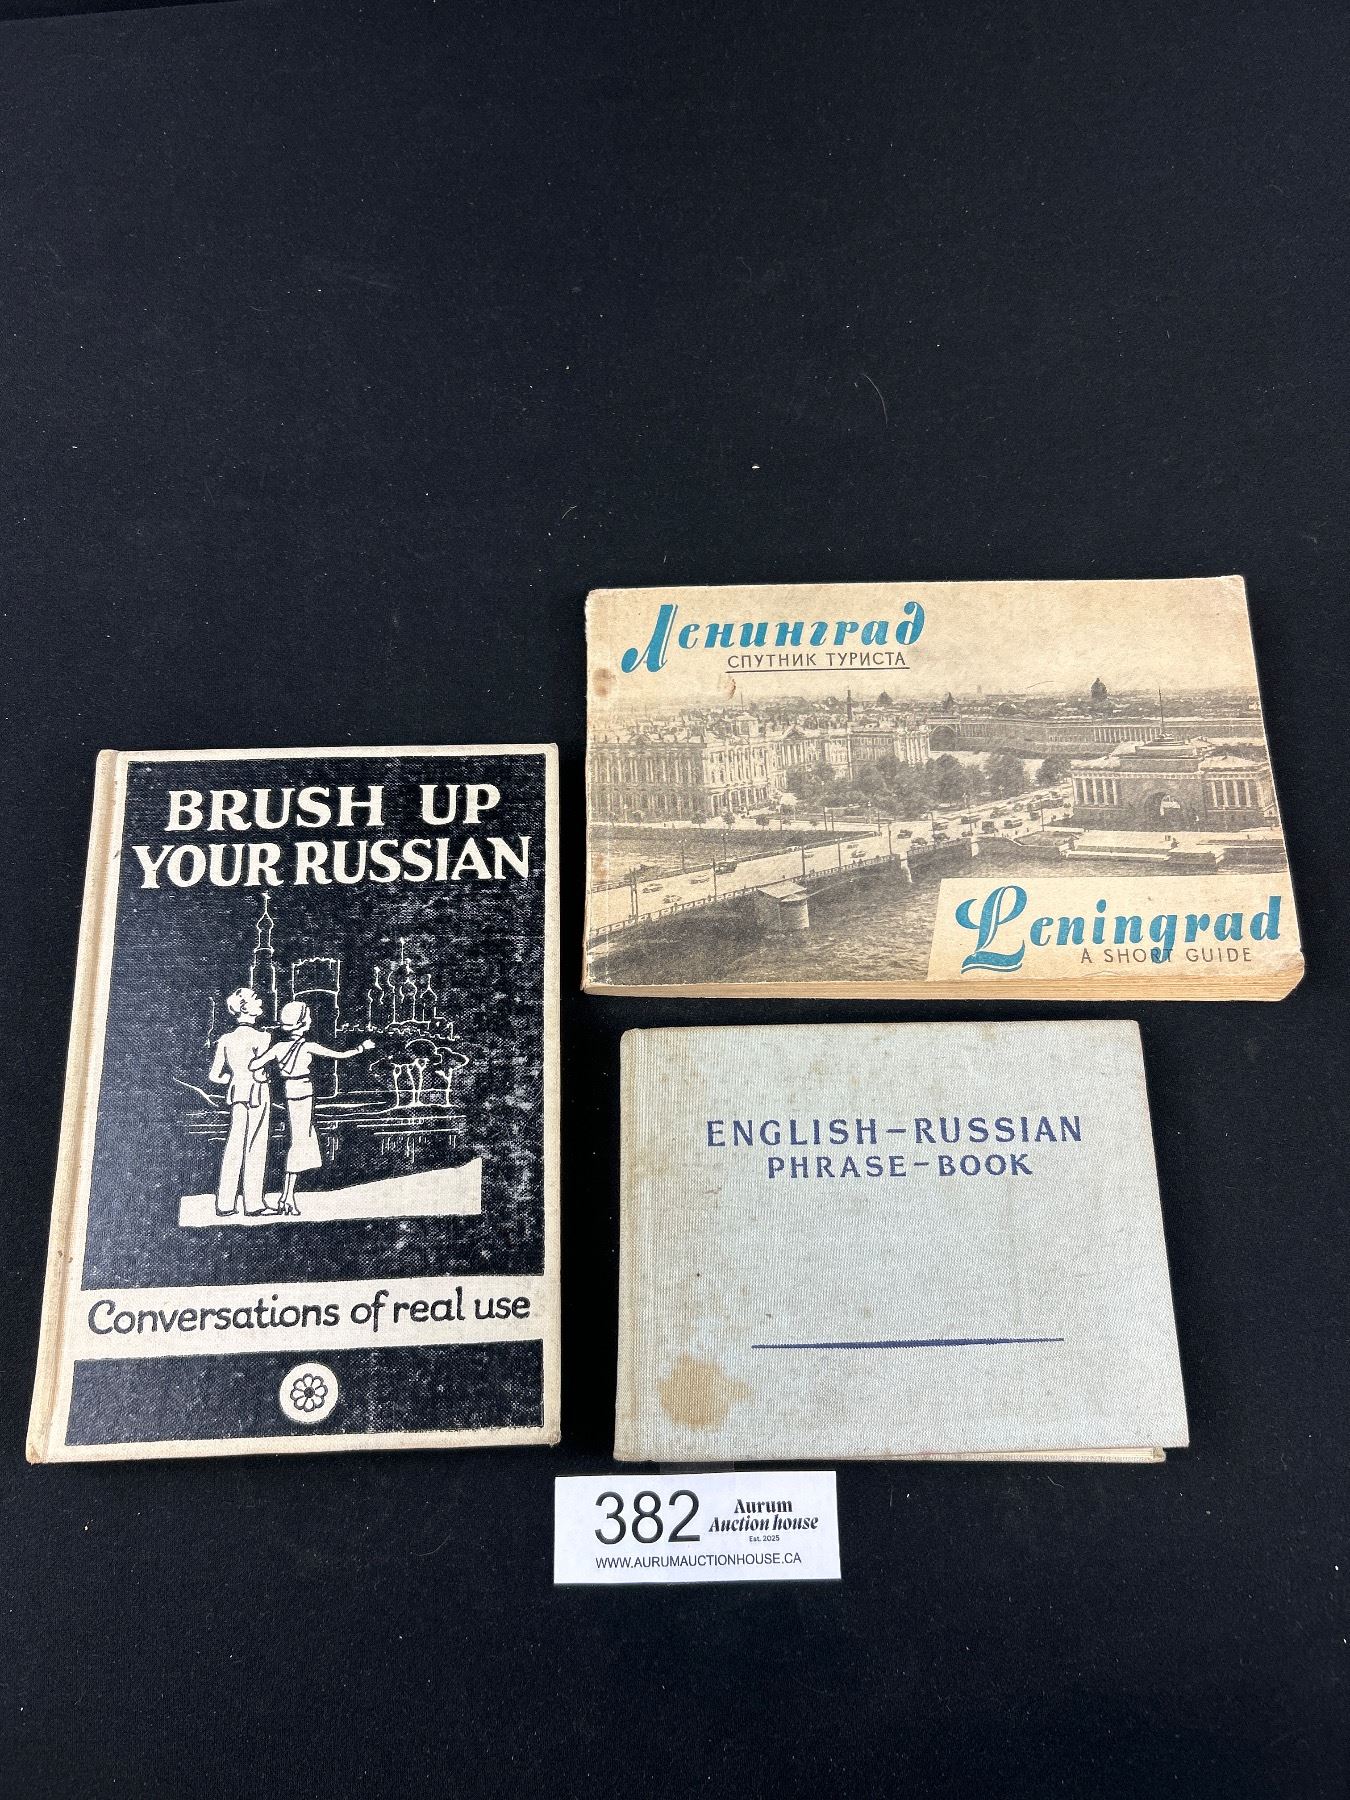 Ленинград
СПУТНИК ТУРИСТА
Leningrad
A SHORT GUIDE
BRUSH UP
YOUR RUSSIAN
Conversations of real use
ENGLISH-RUSSIAN
PHRASE-BOOK
382
Aurum
Auction house
Est. 2025
WWW.AURUMAUCTIONHOUSE.CA